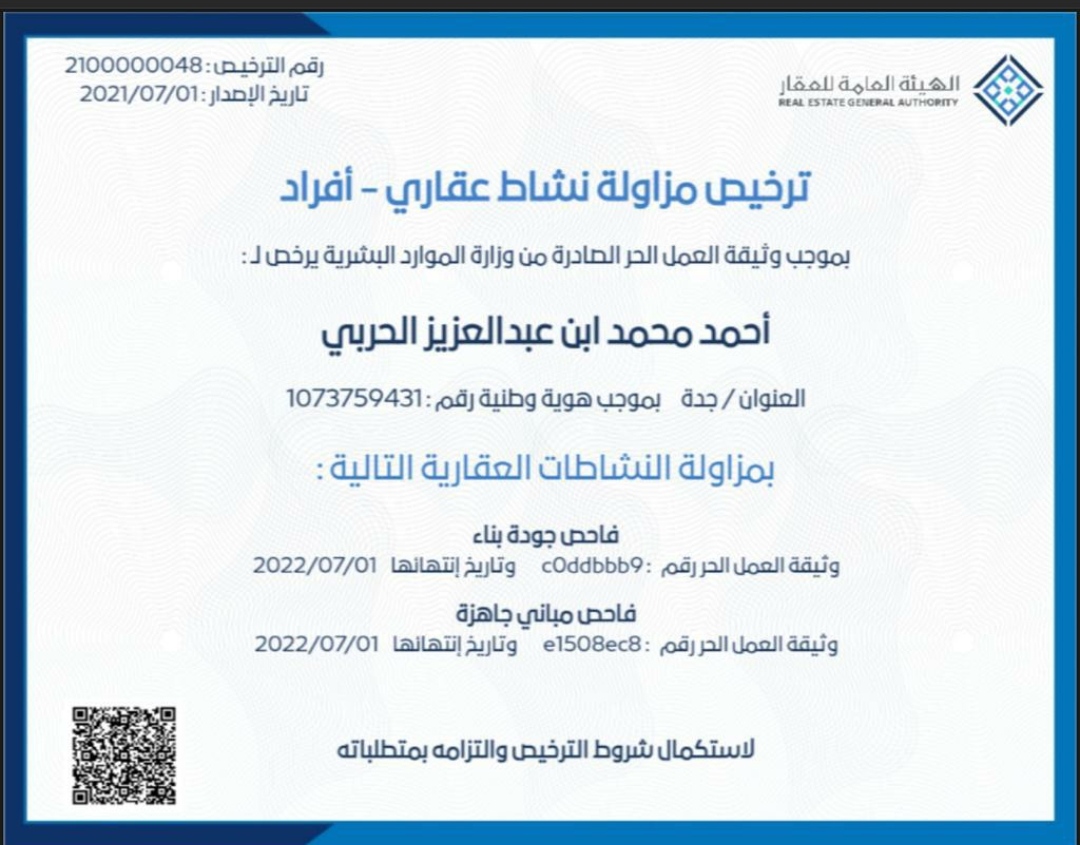 الهيئة العامة للعقار
REAL ESTATE GENERAL AUTHORITY
رقم الترخيص: 2100000048
تاريخ الإصدار: 2021/07/01
ترخيص مزاولة نشاط عقاري - أفراد
بموجب وثيقة العمل الحر الصادرة من وزارة الموارد البشرية يرخص لـ :
أحمد محمد ابن عبدالعزيز الحربي
العنوان / جدة بموجب هوية وطنية رقم: 1073759431
بمزاولة النشاطات العقارية التالية :
فاحص جودة بناء
وثيقة العمل الحر رقم : c0ddbbb9 وتاريخ إنتهائها 2022/07/01
فاحص مباني جاهزة
وثيقة العمل الحر رقم : e1508ec8 وتاريخ إنتهائها 2022/07/01
لاستكمال شروط الترخيص والتزامه بمتطلباته